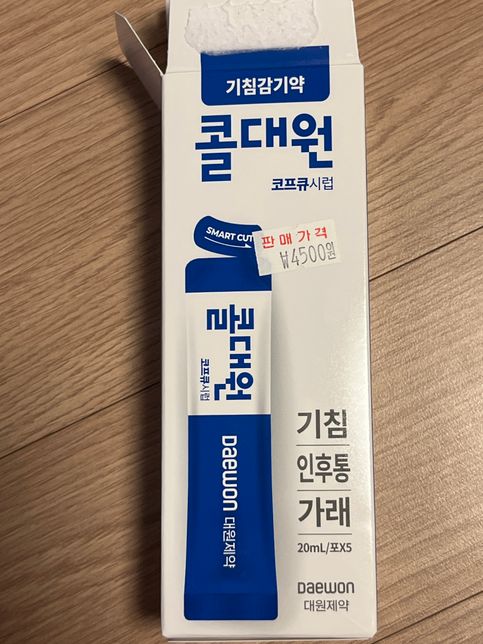 기침감기약
콜대원
코프큐시럽
SMART CUT
판매가격
₩4500원
콜대원
코프큐시럽
Daewon 대원제약
기침
인후통
가래
20mL/포X5
Daewon
대원제약